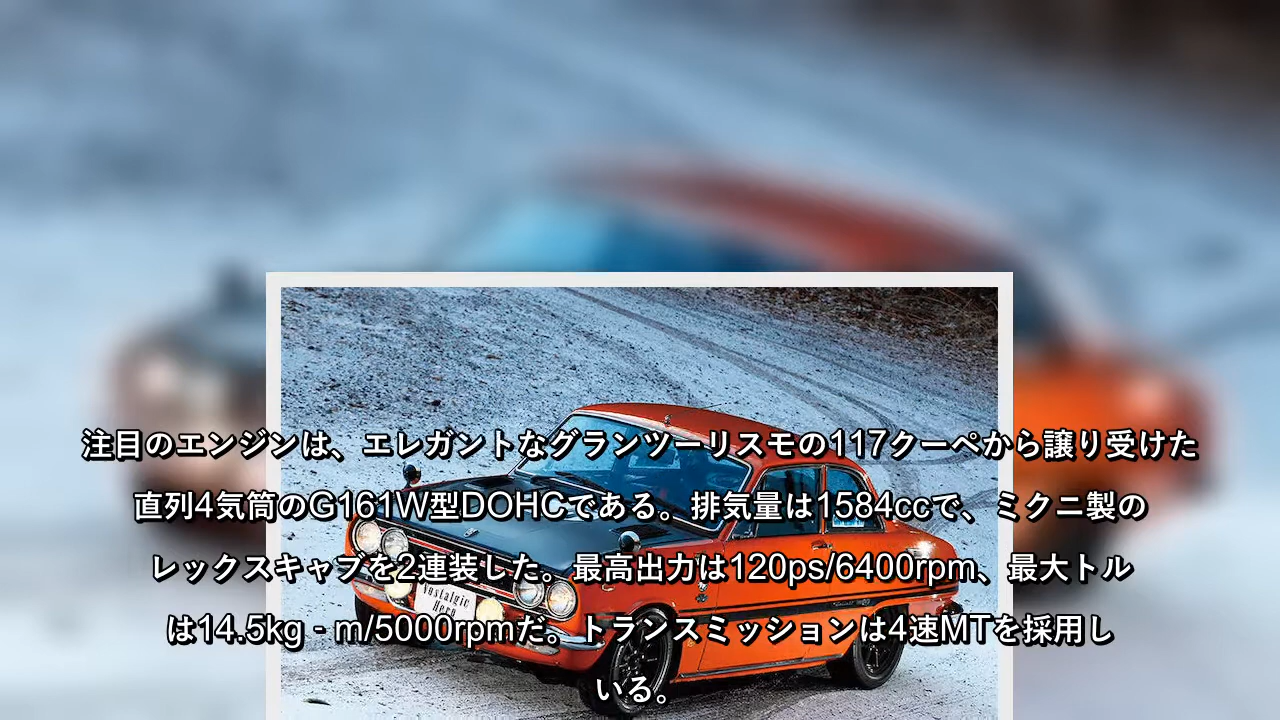 注目のエンジンは、エレガントなグランツーリスモの117クーペから譲り受けた
直列4気筒のG161W型DOHCである。排気量は1584ccで、ミクニ製の
レックスキャブを2連装した。最高出力は120ps/6400rpm、最大トル
は14.5kg‐m/5000rpmだ。トランスミッションは4速MTを採用し
いる。
Nostalgic
Hero